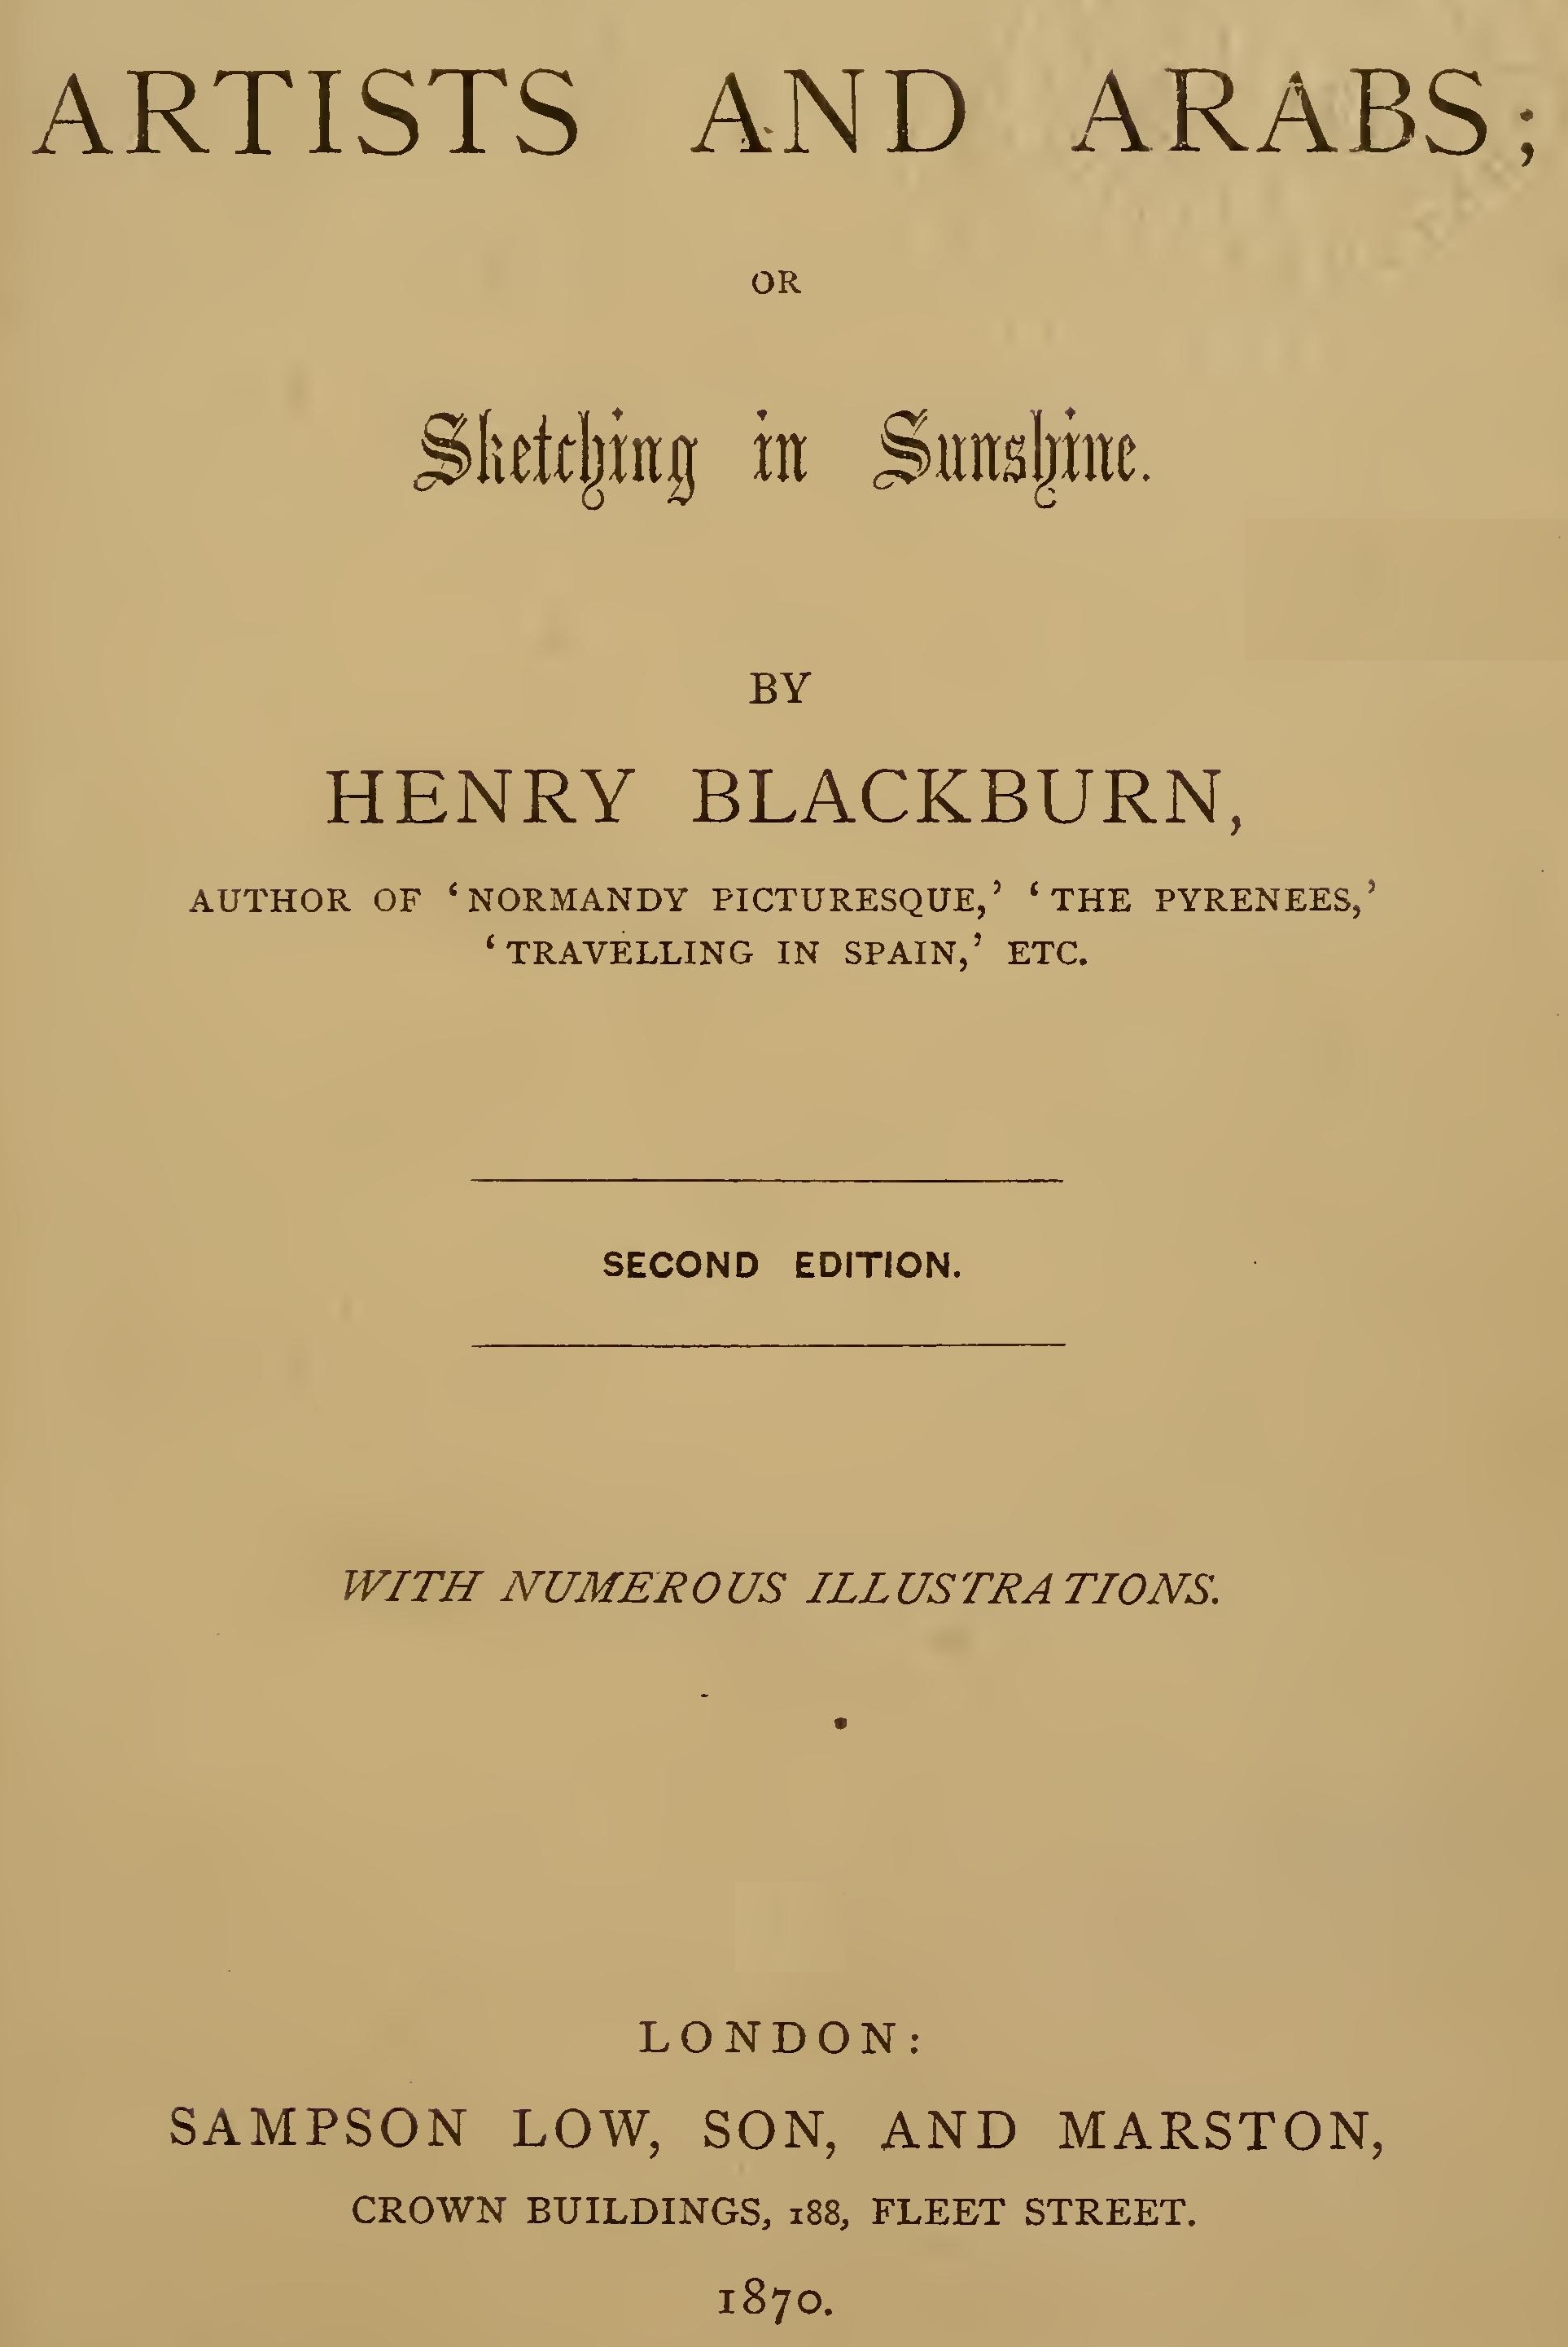 ARTISTS AND ARABS;
OR
Sketching in Sunshine.
BY
HENRY BLACKBURN,
AUTHOR OF ‘NORMANDY PICTURESQUE,’ ‘THE PYRENEES,’
‘TRAVELLING IN SPAIN,’ ETC.
SECOND EDITION.
WITH NUMEROUS ILLUSTRATIONS.
LONDON:
SAMPSON LOW, SON, AND MARSTON,
CROWN BUILDINGS, 188, FLEET STREET.
1870.